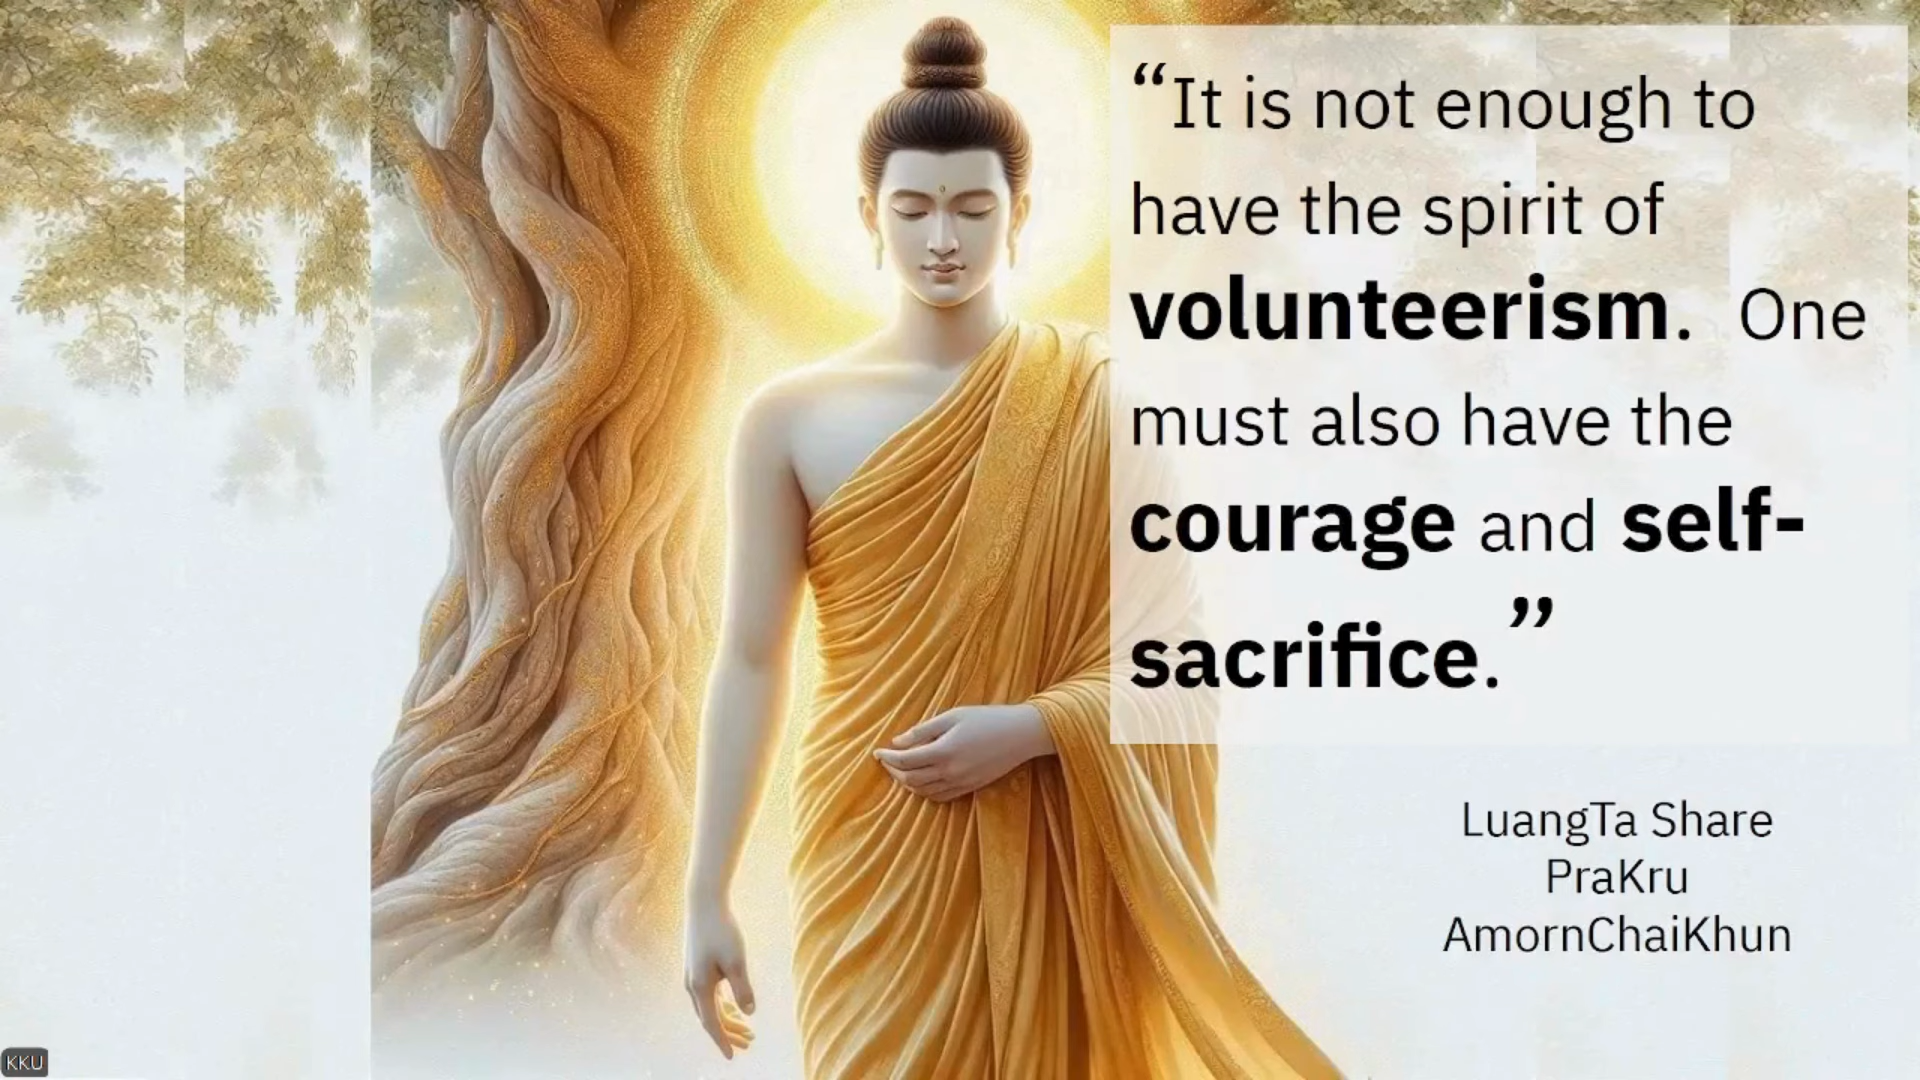 “It is not enough to
have the spirit of
volunteerism. One
must also have the
courage and self-
sacrifice.”
LuangTa Share
PraKru
AmornChaiKhun
KKU